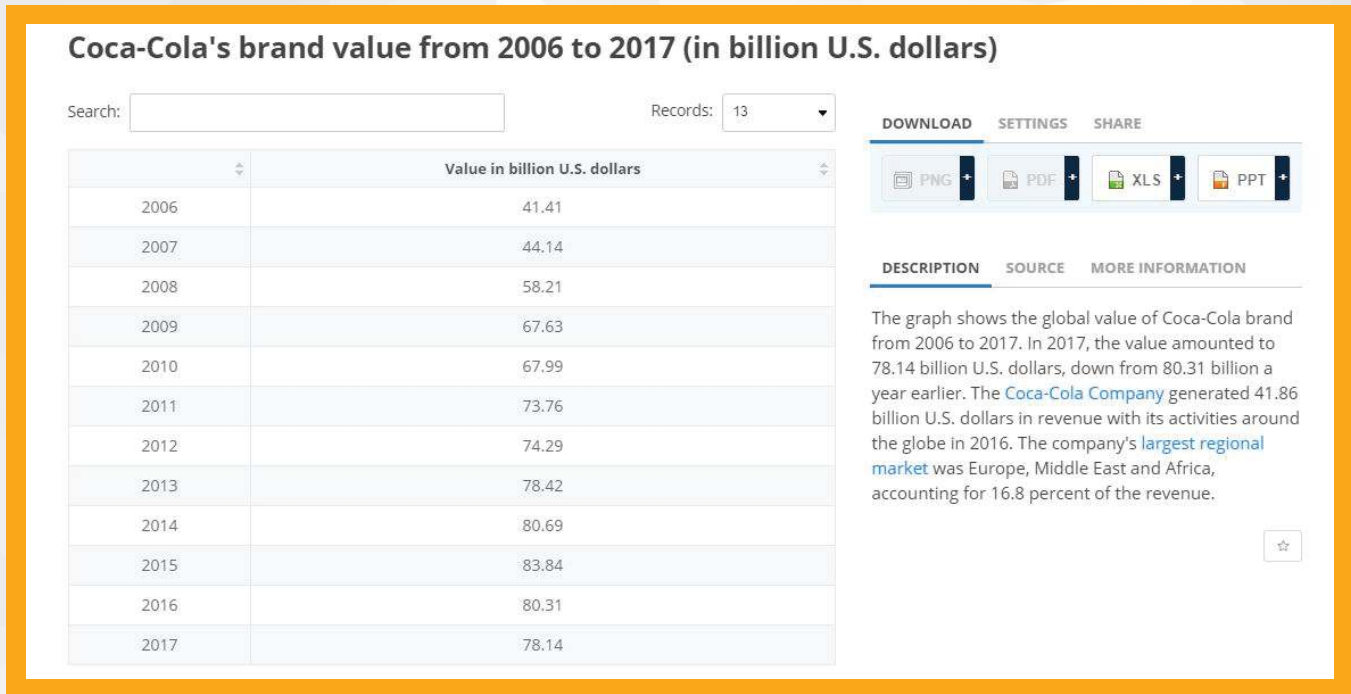 Coca-Cola's brand value from 2006 to 2017 (in billion U.S. dollars)
Search:
Records: 13
Value in billion U.S. dollars
2006 41.41
2007 44.14
2008 58.21
2009 67.63
2010 67.99
2011 73.76
2012 74.29
2013 78.42
2014 80.69
2015 83.84
2016 80.31
2017 78.14
DOWNLOAD SETTINGS SHARE
PNG + PDF + XLS + PPT +
DESCRIPTION SOURCE MORE INFORMATION
The graph shows the global value of Coca-Cola brand
from 2006 to 2017. In 2017, the value amounted to
78.14 billion U.S. dollars, down from 80.31 billion a
year earlier. The Coca-Cola Company generated 41.86
billion U.S. dollars in revenue with its activities around
the globe in 2016. The company's largest regional
market was Europe, Middle East and Africa,
accounting for 16.8 percent of the revenue.